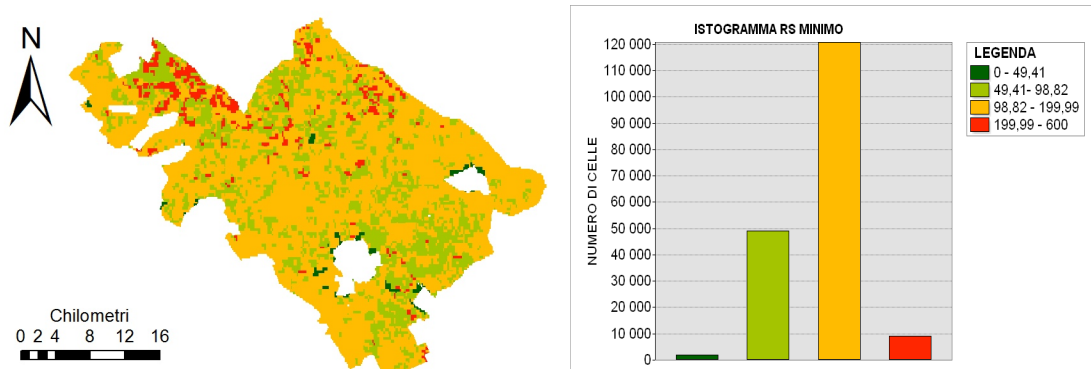 N
Chilometri
0 2 4 8 12 16
ISTOGRAMMA RS MINIMO
NUMERO DI CELLE
120 000
110 000
100 000
90 000
80 000
70 000
60 000
50 000
40 000
30 000
20 000
10 000
0
LEGENDA
0 - 49,41
49,41- 98,82
98,82 - 199,99
199,99 - 600